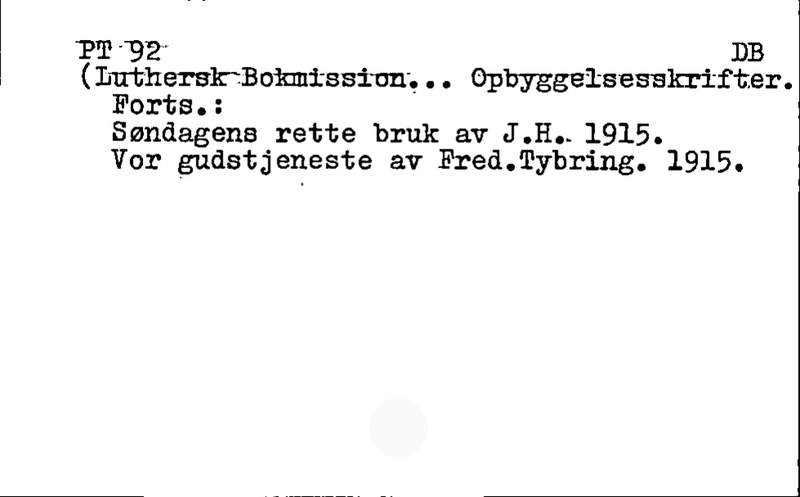 PT 92 DB
(Luthersk Bokmission... Opbyggelsesskrifter.
Forts.:
Søndagens rette bruk av J.H. 1915.
Vor gudstjeneste av Fred.Tybring. 1915.